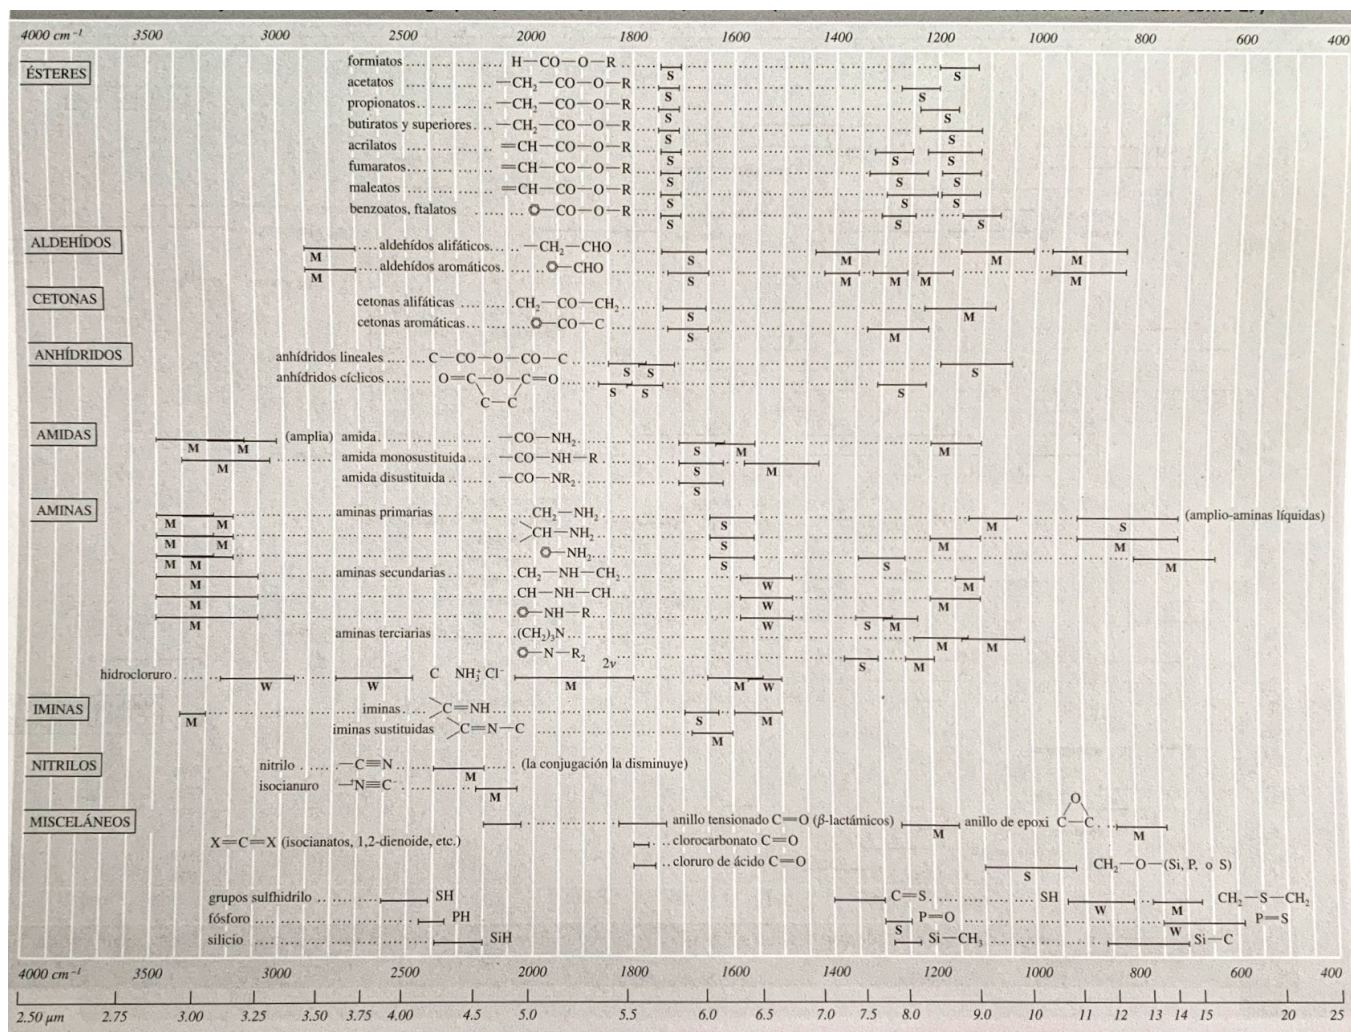 4000 cm⁻¹ 3500 3000 2500 2000 1800 1600 1400 1200 1000 800 600 400
ÉSTERES
formiatos H—CO—O—R S S
acetatos —CH₂—CO—O—R S S
propionatos —CH₂—CO—O—R S S
butiratos y superiores —CH₂—CO—O—R S S
acrilatos =CH—CO—O—R S S S
fumaratos =CH—CO—O—R S S S
maleatos =CH—CO—O—R S S S
benzoatos, ftalatos —CO—O—R S S S
ALDEHÍDOS
M aldehídos alifáticos —CH₂—CHO S M M M
M aldehídos aromáticos —CHO S M M M M
CETONAS
cetonas alifáticas CH₂—CO—CH₂ S M
cetonas aromáticas —CO—C S M
ANHÍDRIDOS
anhídridos lineales C—CO—O—CO—C S S S
anhídridos cíclicos O=C—O—C=O S S S
C—C
AMIDAS
M M (amplia) amida —CO—NH₂ S M M
M amida monosustituida —CO—NH—R S M
amida disustituida —CO—NR₂ S
AMINAS
M M aminas primarias CH₂—NH₂ S M S (amplio-aminas líquidas)
M M CH—NH₂ S M M
M M —NH₂ S S M
M aminas secundarias CH₂—NH—CH₂ W M
M CH—NH—CH W M
M —NH—R W S M
aminas terciarias (CH₂)₃N M M
—N—R₂ S M
hidrocloruro W W C NH₃⁺ Cl⁻ 2ν M M W
IMINAS
M iminas C=NH S M
iminas sustituidas C=N—C M
NITRILOS
nitrilo —C≡N M (la conjugación la disminuye)
isocianuro —⁺N≡C⁻ M
MISCELÁNEOS
anillo tensionado C=O (β-lactámicos) M anillo de epoxi C—C O M
X=C=X (isocianatos, 1,2-dienoide, etc.) clorocarbonato C=O
cloruro de ácido C=O S CH₂—O—(Si, P, o S)
grupos sulfhidrilo SH C=S SH W M CH₂—S—CH₂
fósforo PH S P=O W P=S
silicio SiH Si—CH₃ Si—C
4000 cm⁻¹ 3500 3000 2500 2000 1800 1600 1400 1200 1000 800 600 400
2.50 μm 2.75 3.00 3.25 3.50 3.75 4.00 4.5 5.0 5.5 6.0 6.5 7.0 7.5 8.0 9.0 10 11 12 13 14 15 20 25